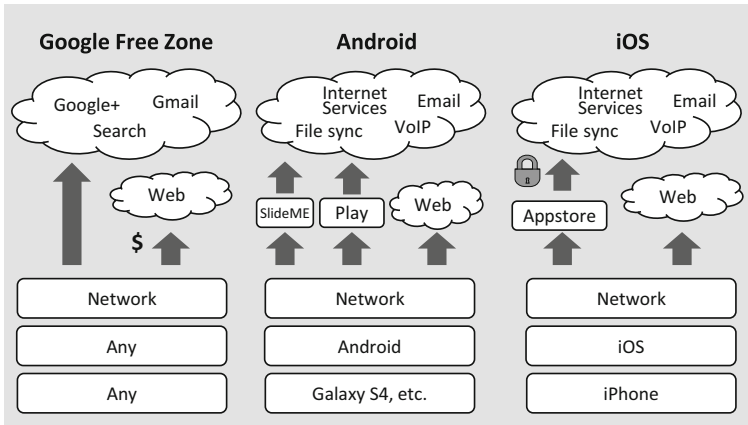 Google Free Zone
Google+
Gmail
Search
Web
$
Network
Any
Any
Android
Internet
Services
Email
File sync
VoIP
SlideME
Play
Web
Network
Android
Galaxy S4, etc.
iOS
Internet
Services
Email
File sync
VoIP
Appstore
Web
Network
iOS
iPhone